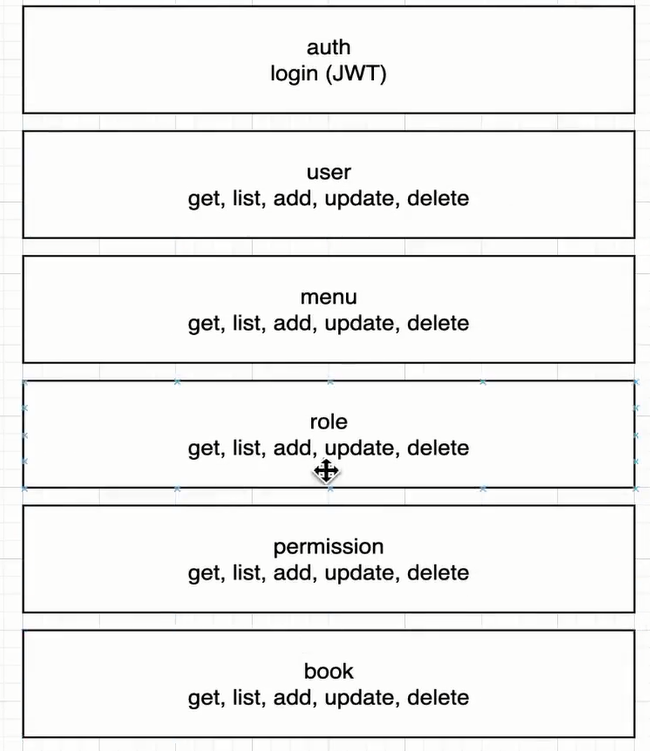 auth
login (JWT)
user
get, list, add, update, delete
menu
get, list, add, update, delete
role
get, list, add, update, delete
permission
get, list, add, update, delete
book
get, list, add, update, delete